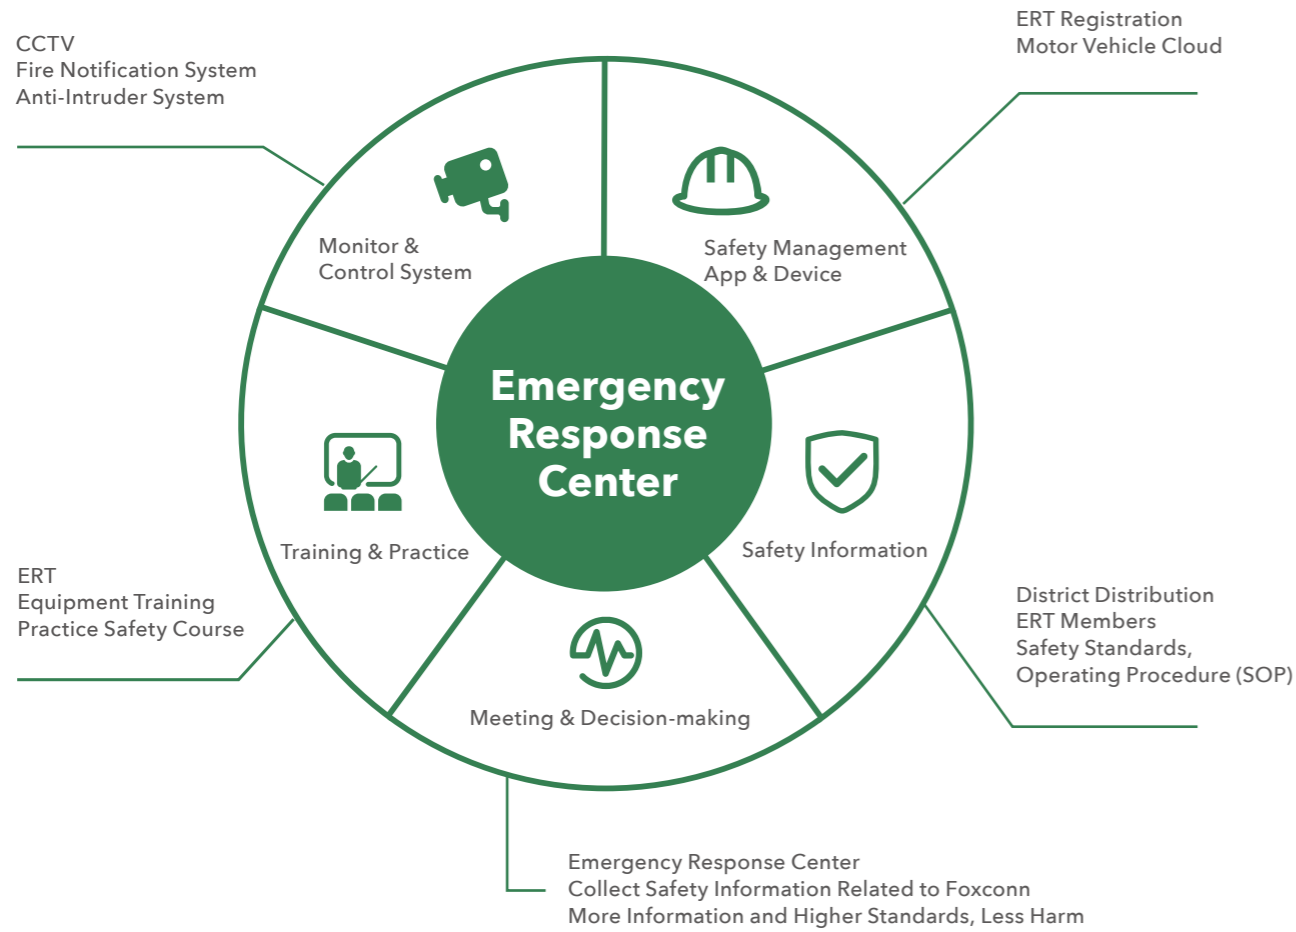 CCTV
Fire Notification System
Anti-Intruder System
ERT Registration
Motor Vehicle Cloud
Monitor &
Control System
Safety Management
App & Device
Emergency
Response
Center
Training & Practice
Safety Information
ERT
Equipment Training
Practice Safety Course
District Distribution
ERT Members
Safety Standards,
Operating Procedure (SOP)
Meeting & Decision-making
Emergency Response Center
Collect Safety Information Related to Foxconn
More Information and Higher Standards, Less Harm